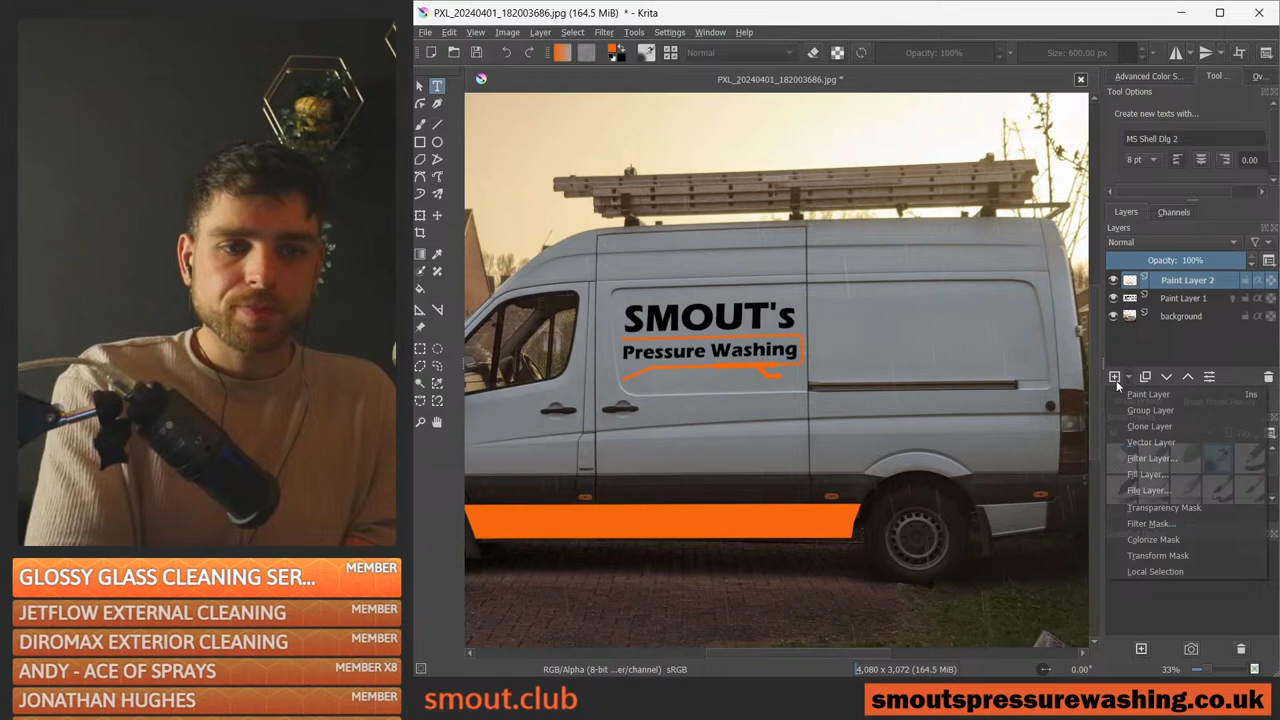 PXL_20240401_182003686.jpg (164.5 MiB) * - Krita
File Edit View Image Layer Select Filter Tools Settings Window Help
Normal
Opacity: 100%
Size: 600.00 px
PXL_20240401_182003686.jpg *
Advanced Color S...
Tool ...
Ov...
Tool Options
Create new texts with...
MS Shell Dlg 2
8 pt
0.00
Layers
Channels
Layers
Normal
Opacity: 100%
Paint Layer 2
Paint Layer 1
background
Paint Layer Ins
Group Layer
Clone Layer
Vector Layer
Filter Layer...
Fill Layer...
File Layer...
Transparency Mask
Filter Mask...
Colorize Mask
Transform Mask
Local Selection
SMOUT's
Pressure Washing
GLOSSY GLASS CLEANING SER... MEMBER
JETFLOW EXTERNAL CLEANING MEMBER
DIROMAX EXTERIOR CLEANING MEMBER
ANDY - ACE OF SPRAYS MEMBER X8
JONATHAN HUGHES MEMBER
RGB/Alpha (8-bit ...er/channel) sRGB
4,080 x 3,072 (164.5 MiB)
0.00°
33%
smout.club
smoutspressurewashing.co.uk